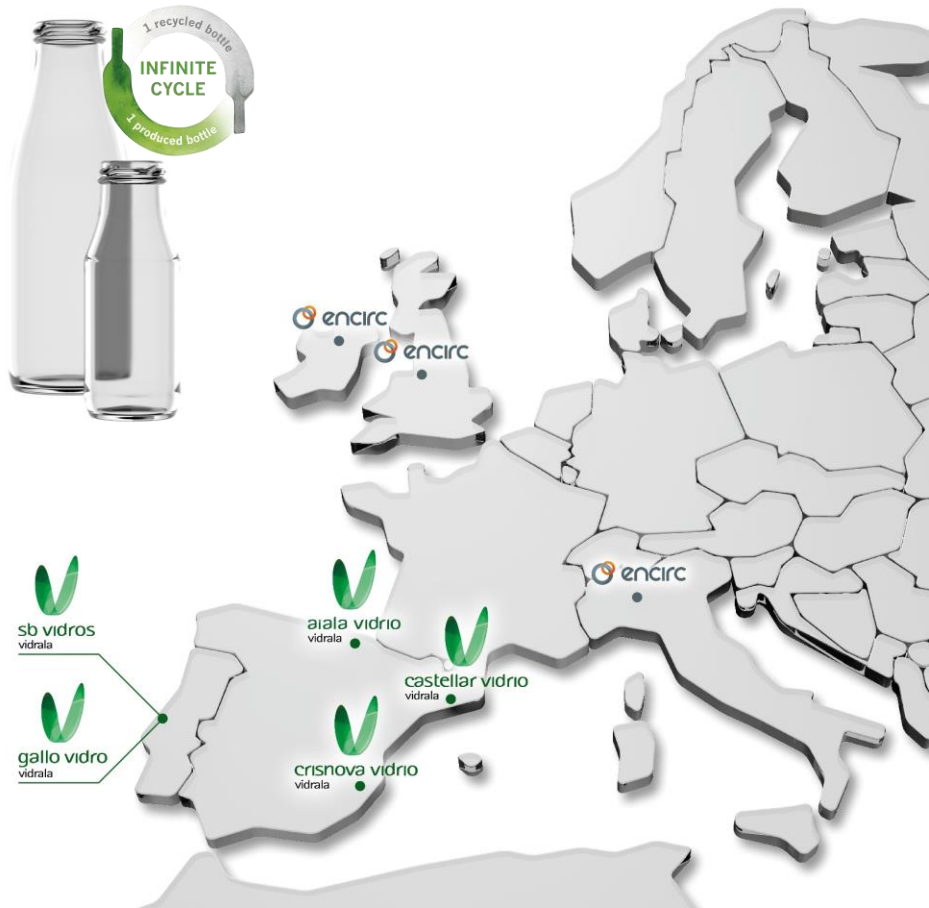 1 recycled bottle
INFINITE
CYCLE
1 produced bottle
encirc
encirc
encirc
sb vidros
vidrala
aiala vidrio
vidrala
castellar vidrio
vidrala
gallo vidro
vidrala
crisnova vidrio
vidrala